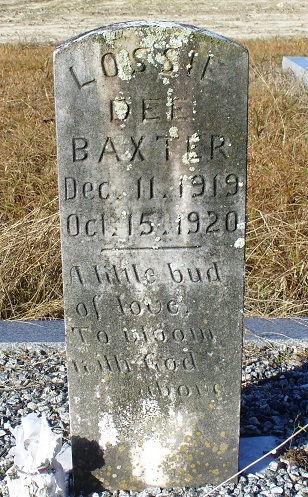 LOSSIE
DEE
BAXTER
Dec. 11. 1919
Oct. 15. 1920
A little bud
of love,
To bloom
with God
above